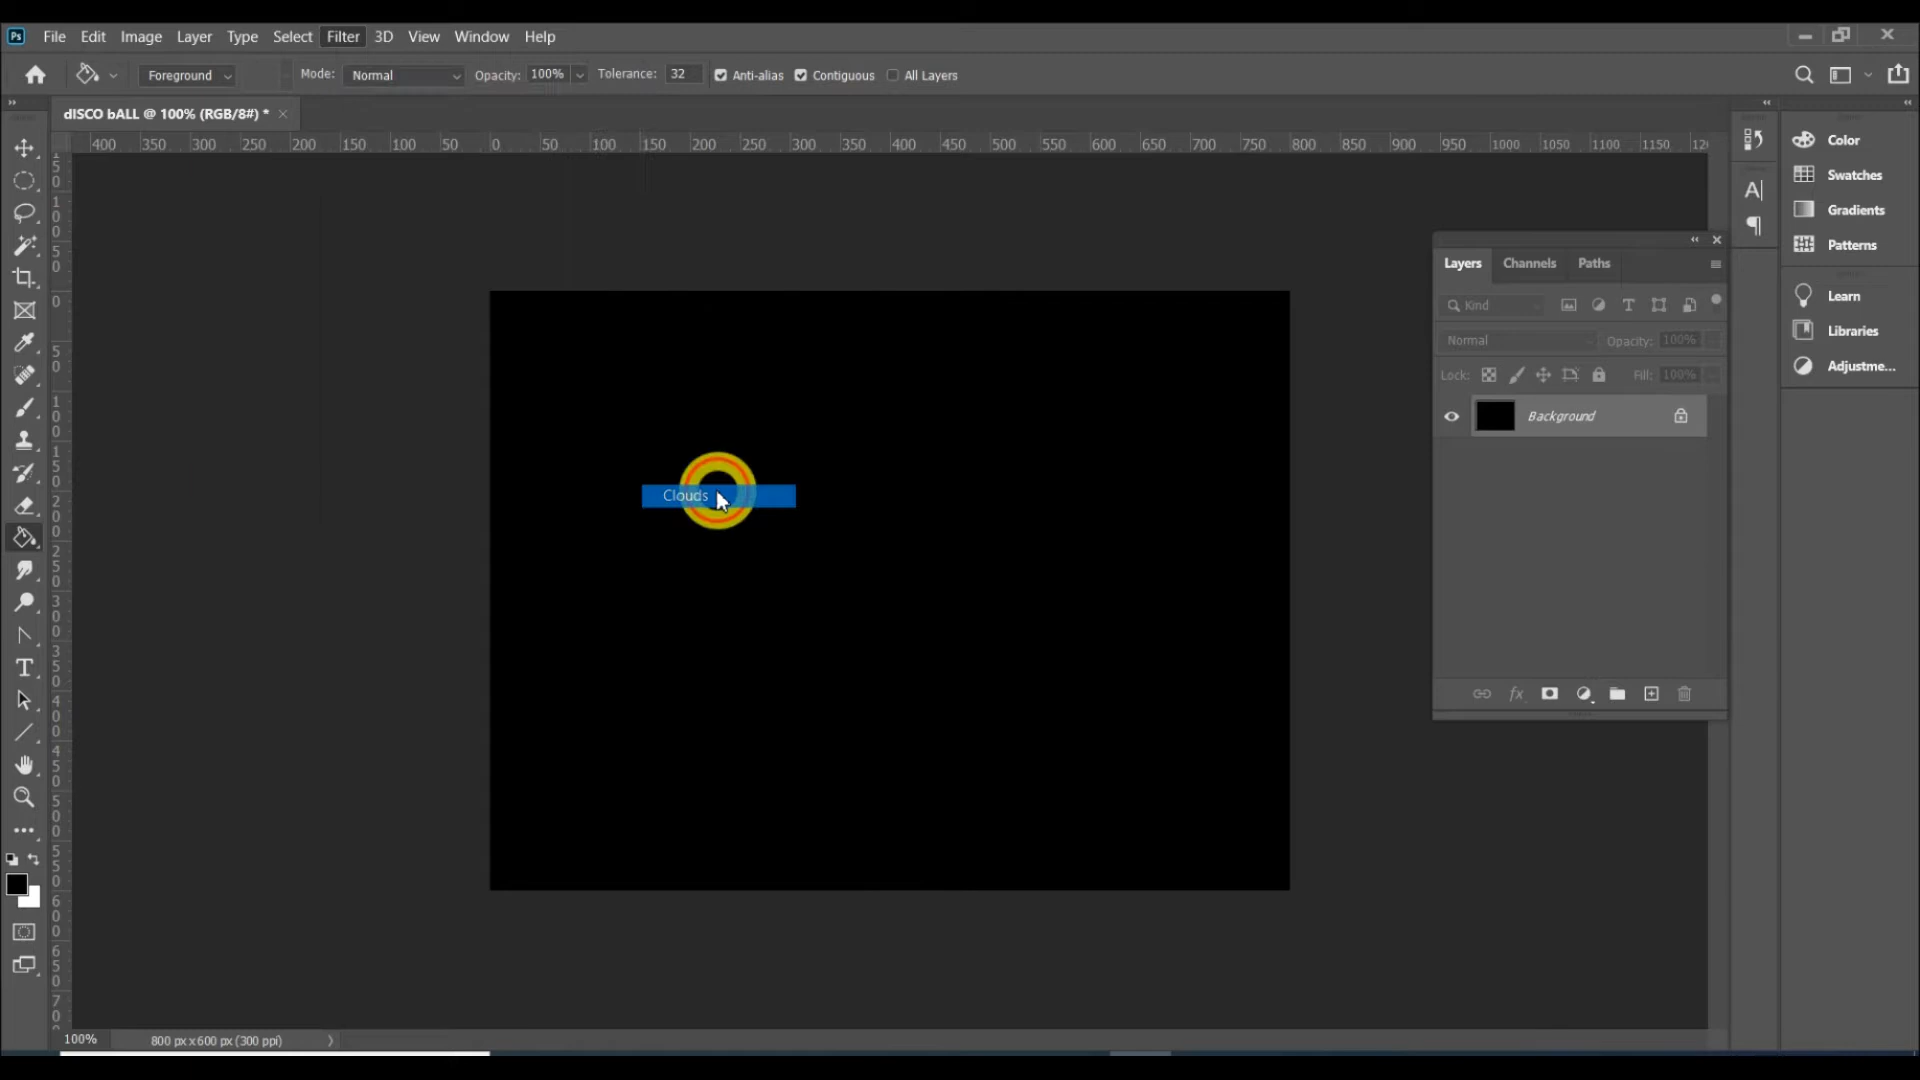 Ps File Edit Image Layer Type Select Filter 3D View Window Help
Foreground Mode: Normal Opacity: 100% Tolerance: 32 Anti-alias Contiguous All Layers
dISCO bALL @ 100% (RGB/8#) *
400 350 300 250 200 150 100 50 0 50 100 150 200 250 300 350 400 450 500 550 600 650 700 750 800 850 900 950 1000 1050 1100 1150
Color
Swatches
Gradients
Patterns
Learn
Libraries
Adjustme...
Layers Channels Paths
Kind
Normal Opacity: 100%
Lock: Fill: 100%
Background
Clouds
100% 800 px x 600 px (300 ppi)